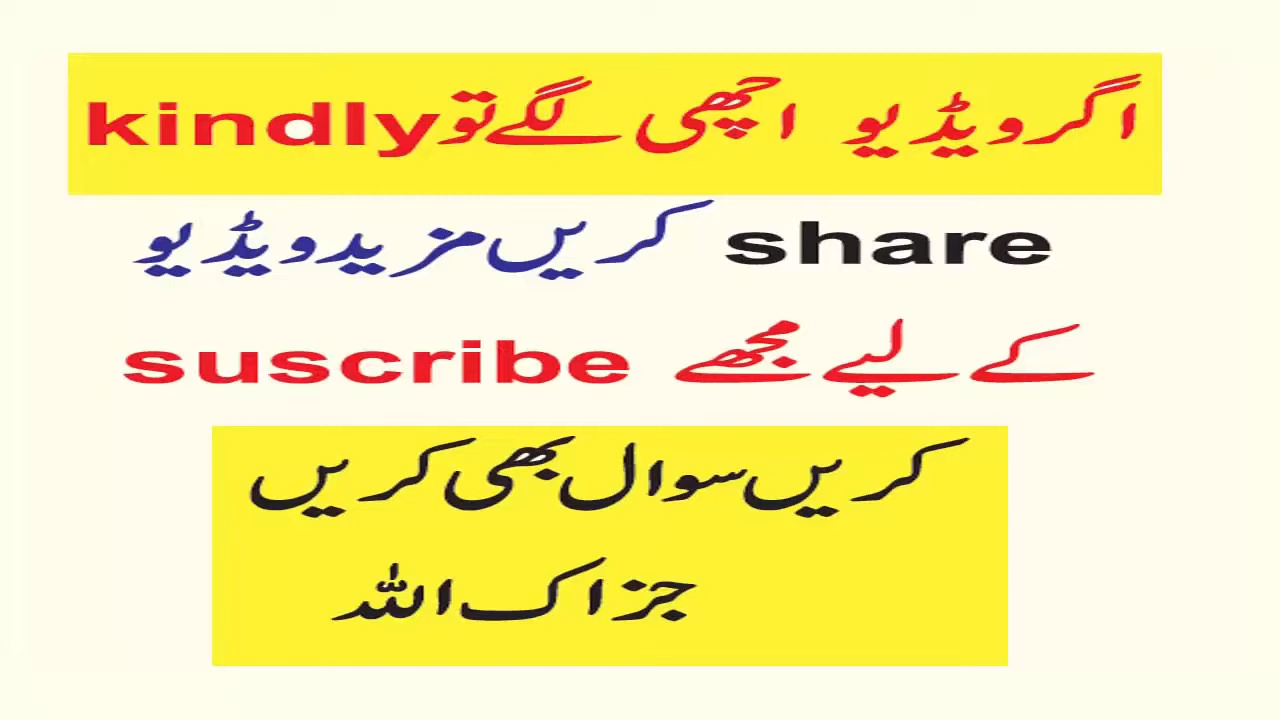 اگر ویڈیو اچھی لگے تو kindly
share کریں مزید ویڈیو
کے لیے مجھے suscribe
کریں سوال بھی کریں
جزاک اللہ